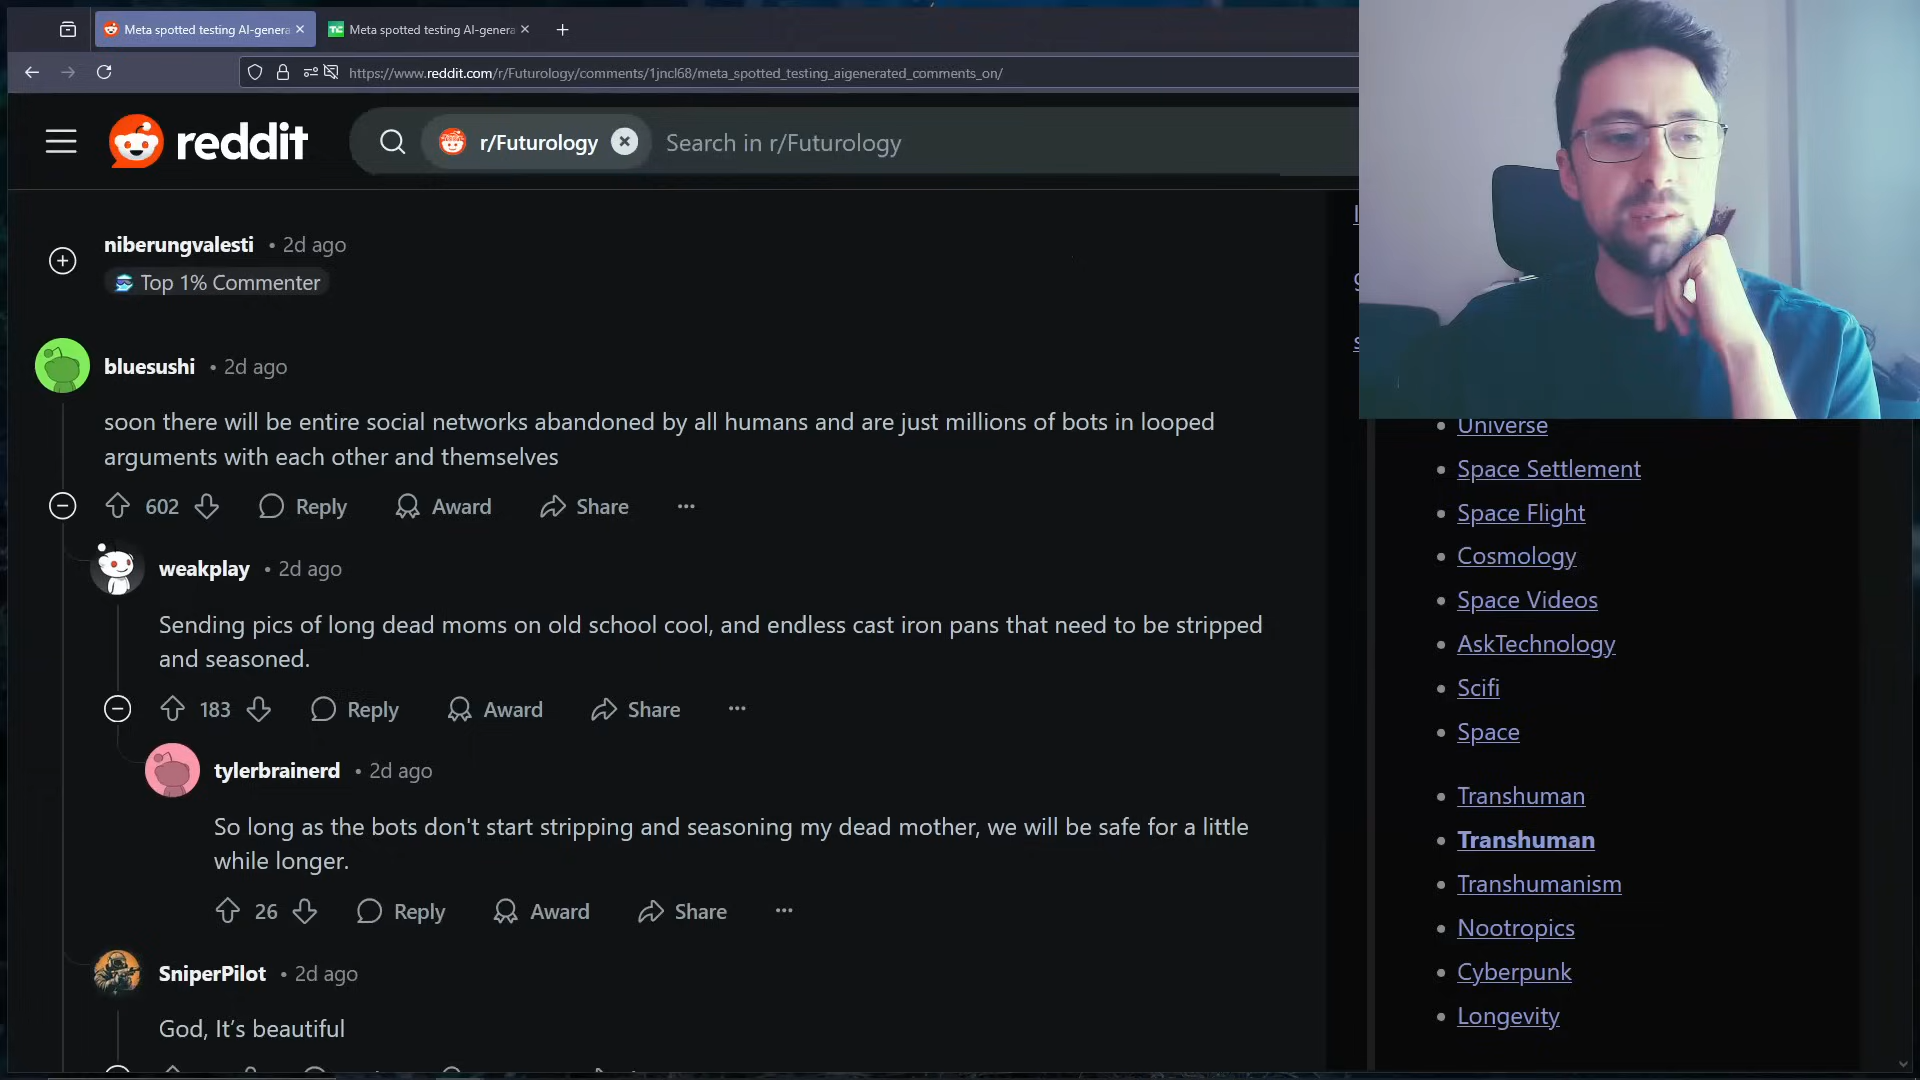 Meta spotted testing AI-genera
Meta spotted testing AI-genera
https://www.reddit.com/r/Futurology/comments/1jncl68/meta_spotted_testing_aigenerated_comments_on/
reddit
r/Futurology
Search in r/Futurology
niberungvalesti • 2d ago
Top 1% Commenter
bluesushi • 2d ago
soon there will be entire social networks abandoned by all humans and are just millions of bots in looped
arguments with each other and themselves
602 Reply Award Share
weakplay • 2d ago
Sending pics of long dead moms on old school cool, and endless cast iron pans that need to be stripped
and seasoned.
183 Reply Award Share
tylerbrainerd • 2d ago
So long as the bots don't start stripping and seasoning my dead mother, we will be safe for a little
while longer.
26 Reply Award Share
SniperPilot • 2d ago
God, It’s beautiful
Universe
Space Settlement
Space Flight
Cosmology
Space Videos
AskTechnology
Scifi
Space
Transhuman
Transhuman
Transhumanism
Nootropics
Cyberpunk
Longevity